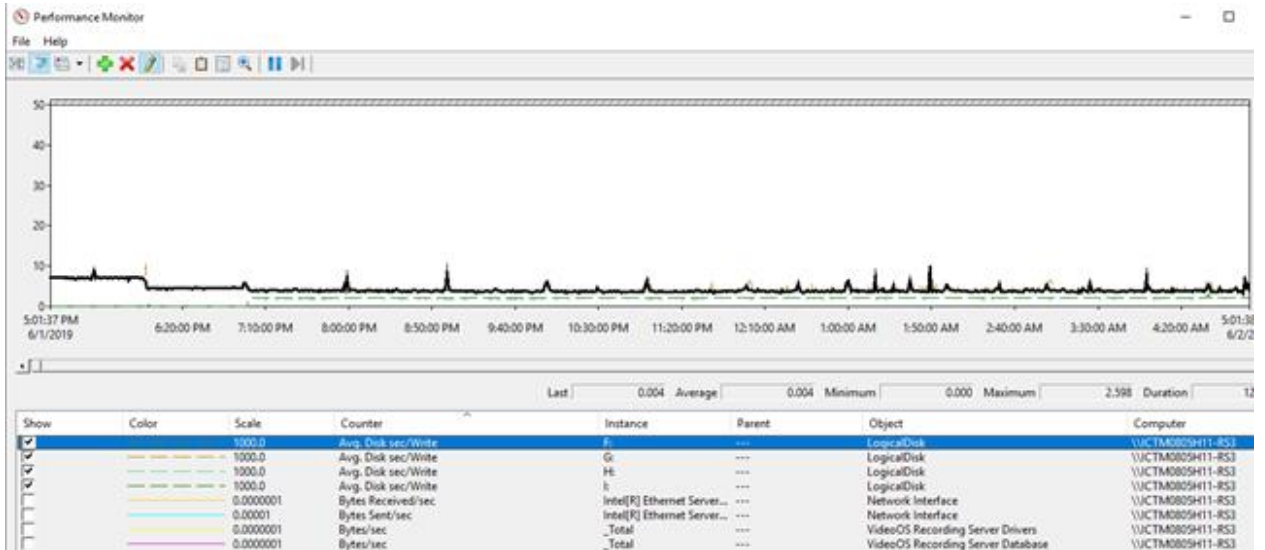 Performance Monitor
File Help
50
40
30
20
10
0
5:01:37 PM 6:20:00 PM 7:10:00 PM 8:00:00 PM 8:50:00 PM 9:40:00 PM 10:30:00 PM 11:20:00 PM 12:10:00 AM 1:00:00 AM 1:50:00 AM 2:40:00 AM 3:30:00 AM 4:20:00 AM 5:01:38
6/1/2019 6/2/2
Last 0.004 Average 0.004 Minimum 0.000 Maximum 2.598 Duration 12
Show Color Scale Counter Instance Parent Object Computer
1000.0 Avg. Disk sec/Write F: --- LogicalDisk \\JCTM0805H11-RS3
1000.0 Avg. Disk sec/Write G: --- LogicalDisk \\JCTM0805H11-RS3
1000.0 Avg. Disk sec/Write H: --- LogicalDisk \\JCTM0805H11-RS3
1000.0 Avg. Disk sec/Write I: --- LogicalDisk \\JCTM0805H11-RS3
0.0000001 Bytes Received/sec Intel[R] Ethernet Server... --- Network Interface \\JCTM0805H11-RS3
0.00001 Bytes Sent/sec Intel[R] Ethernet Server... --- Network Interface \\JCTM0805H11-RS3
0.0000001 Bytes/sec _Total --- VideoOS Recording Server Drivers \\JCTM0805H11-RS3
0.0000001 Bytes/sec _Total --- VideoOS Recording Server Database \\JCTM0805H11-RS3